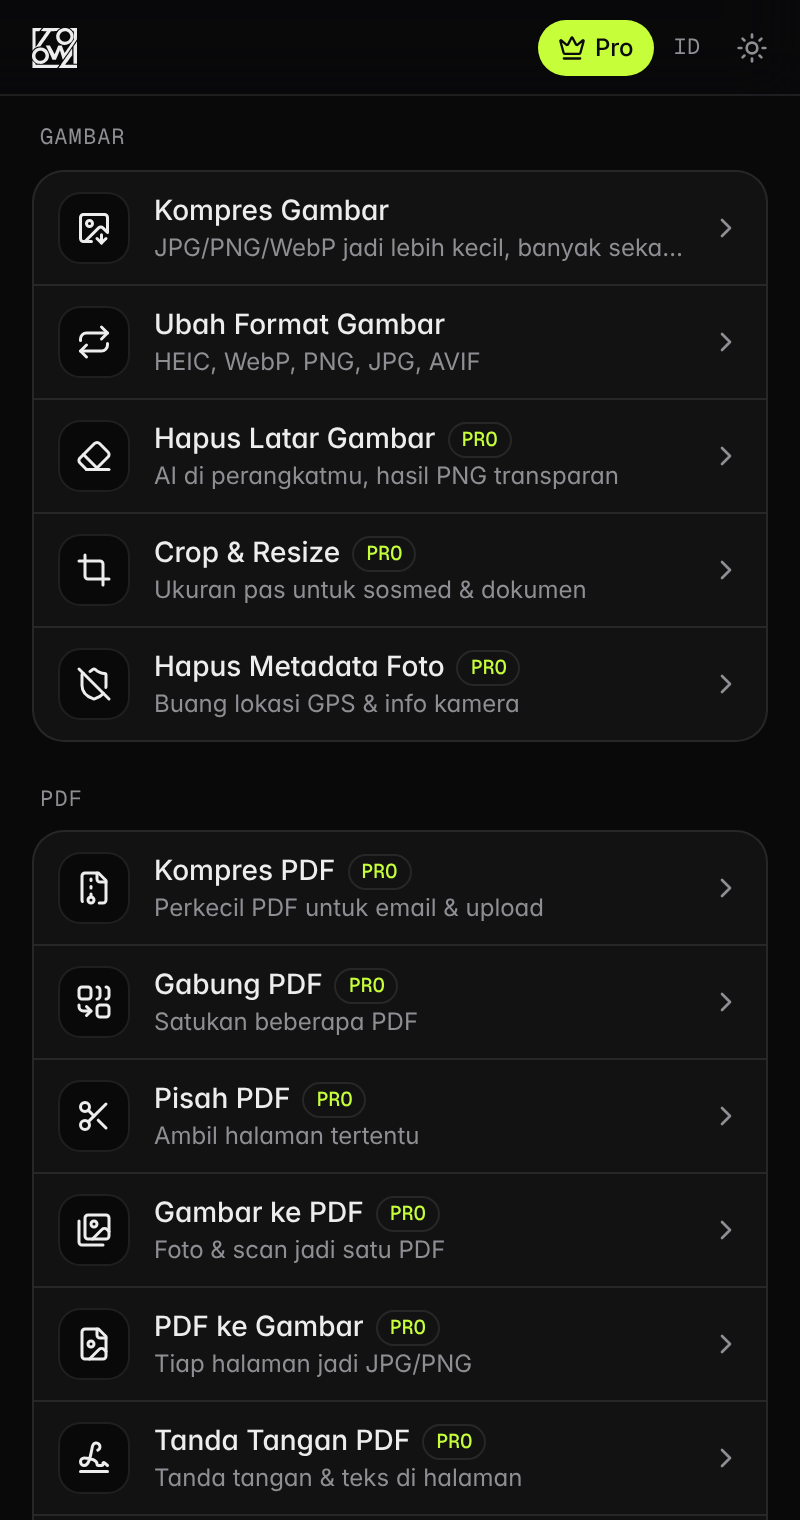 ZOOWI
Pro
ID
GAMBAR
Kompres Gambar
JPG/PNG/WebP jadi lebih kecil, banyak seka...
Ubah Format Gambar
HEIC, WebP, PNG, JPG, AVIF
Hapus Latar Gambar PRO
AI di perangkatmu, hasil PNG transparan
Crop & Resize PRO
Ukuran pas untuk sosmed & dokumen
Hapus Metadata Foto PRO
Buang lokasi GPS & info kamera
PDF
Kompres PDF PRO
Perkecil PDF untuk email & upload
Gabung PDF PRO
Satukan beberapa PDF
Pisah PDF PRO
Ambil halaman tertentu
Gambar ke PDF PRO
Foto & scan jadi satu PDF
PDF ke Gambar PRO
Tiap halaman jadi JPG/PNG
Tanda Tangan PDF PRO
Tanda tangan & teks di halaman